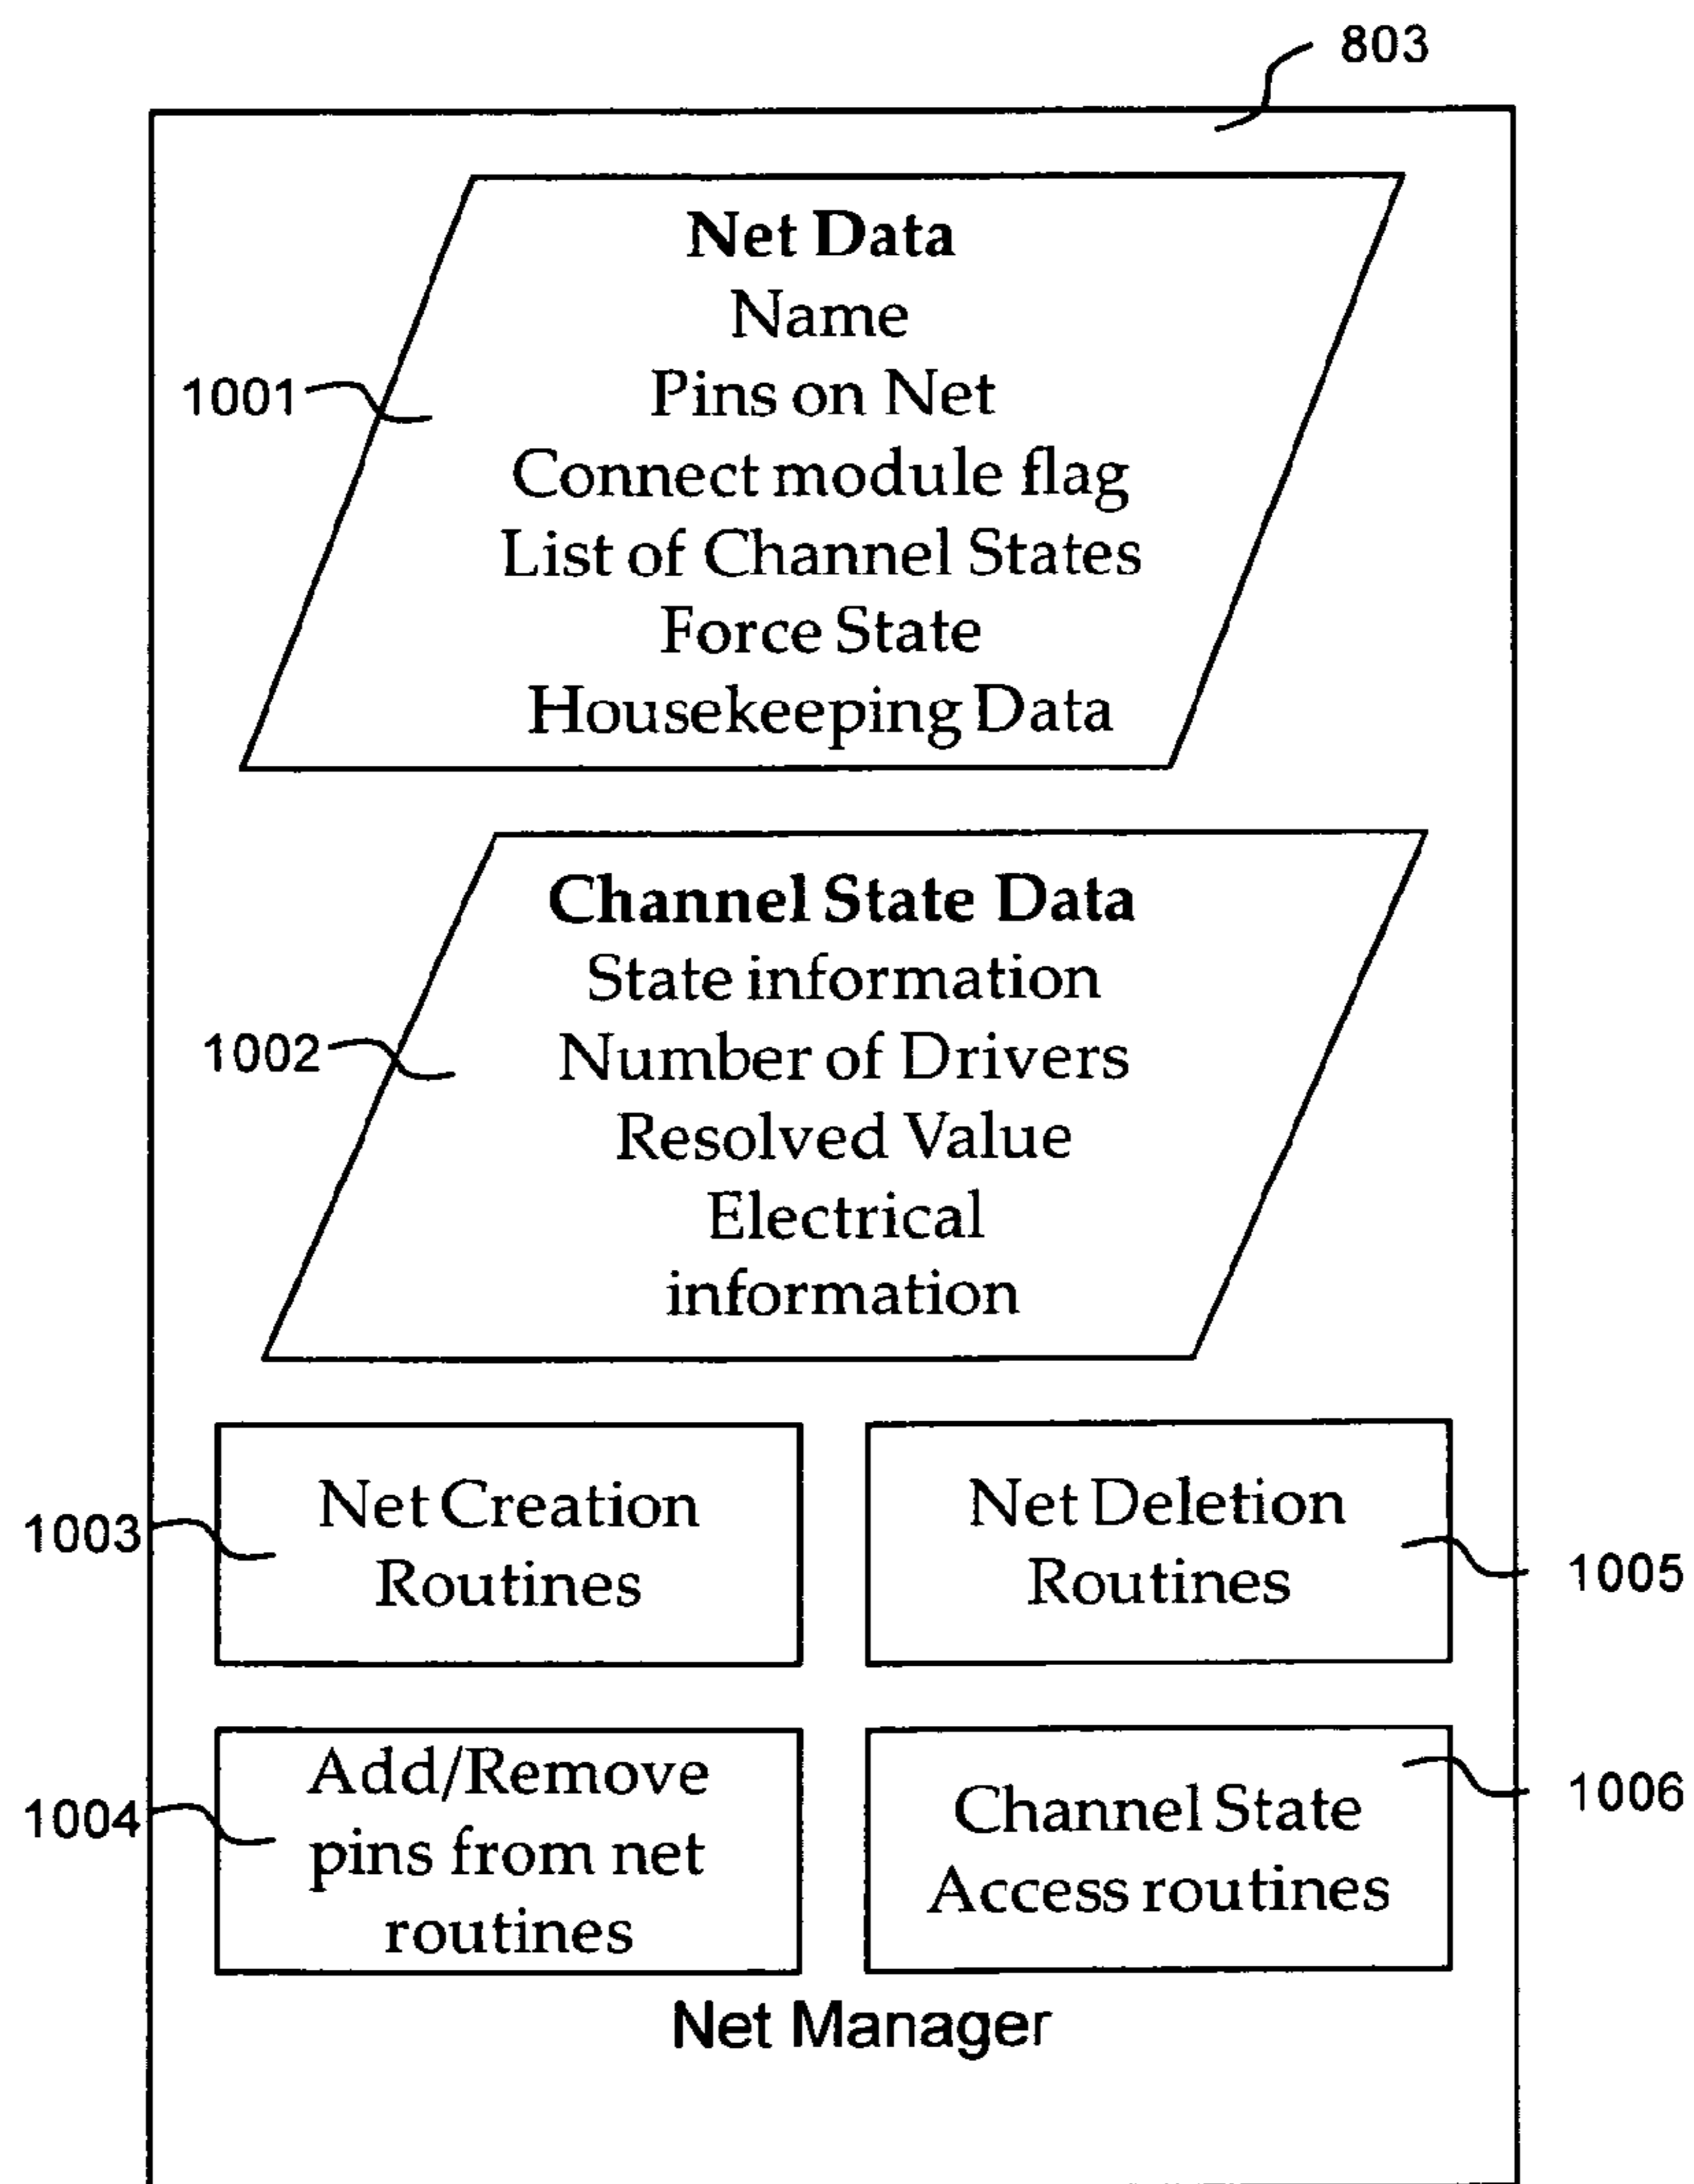 803
Net Data
Name
1001
Pins on Net
Connect module flag
List of Channel States
Force State
Housekeeping Data
Channel State Data
State information
1002
Number of Drivers
Resolved Value
Electrical
information
1003
Net Creation
Routines
Net Deletion
Routines
1005
1004
Add/Remove
pins from net
routines
Channel State
Access routines
1006
Net Manager